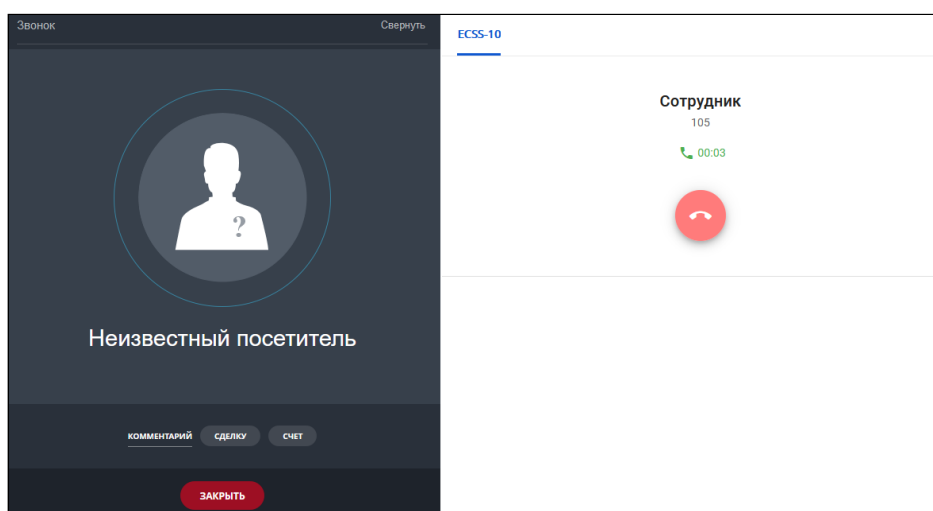 Звонок
Свернуть
Неизвестный посетитель
КОММЕНТАРИЙ
СДЕЛКУ
СЧЕТ
ЗАКРЫТЬ
ECSS-10
Сотрудник
105
00:03
?